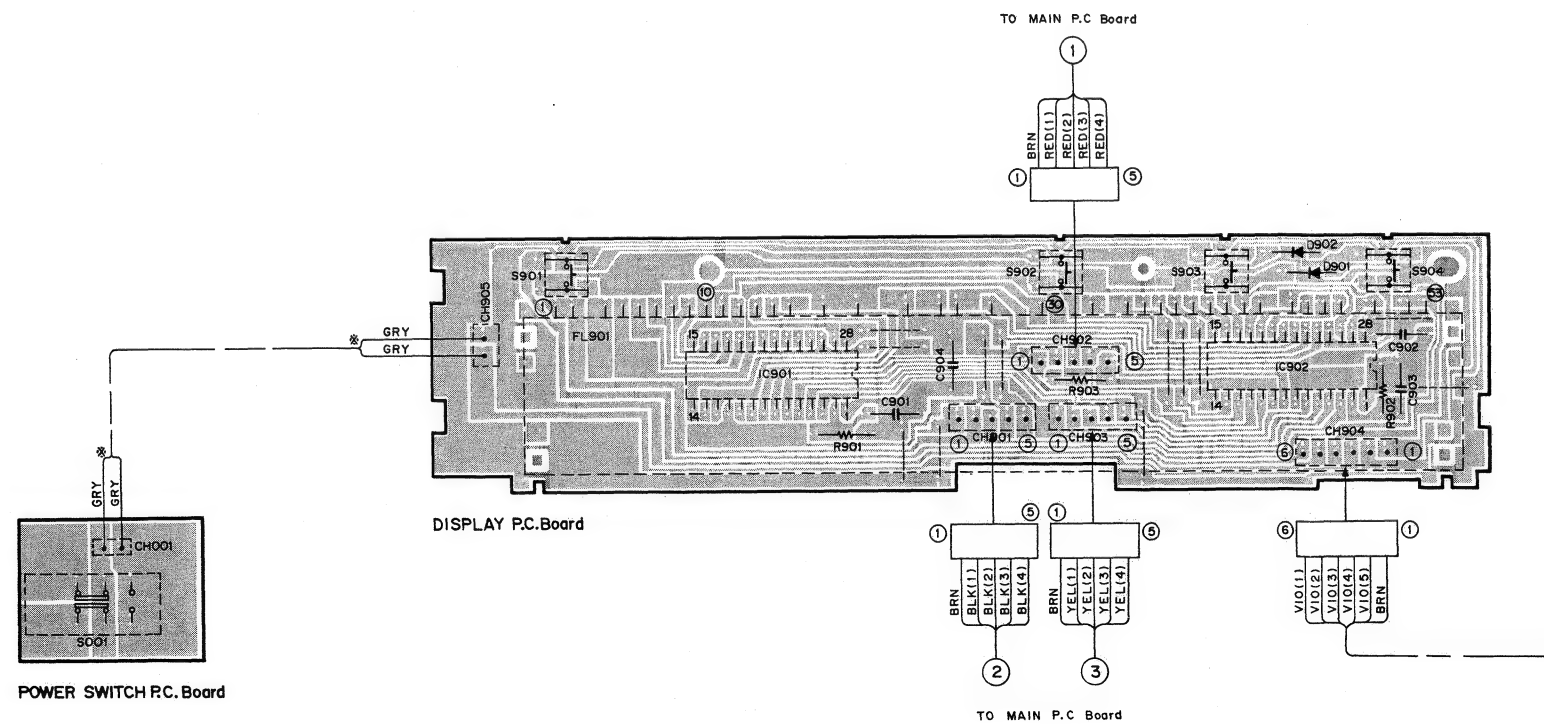 TO MAIN P.C Board
1
BRN
RED(1)
RED(2)
RED(3)
RED(4)
1
5
S901
1
10
S902
30
S903
D902
D901
S904
53
CH905
※
GRY
GRY
FL901
15
28
IC901
14
C901
R901
C904
CH902
1
5
R903
1
CH901
5
1
CH903
5
15
28
IC902
14
C902
C903
R902
CH904
6
1
※
GRY
GRY
CH001
S001
POWER SWITCH P.C. Board
DISPLAY P.C.Board
1
5
BRN
BLK(1)
BLK(2)
BLK(3)
BLK(4)
2
1
5
BRN
YEL(1)
YEL(2)
YEL(3)
YEL(4)
3
TO MAIN P.C Board
6
1
VIO(1)
VIO(2)
VIO(3)
VIO(4)
VIO(5)
BRN